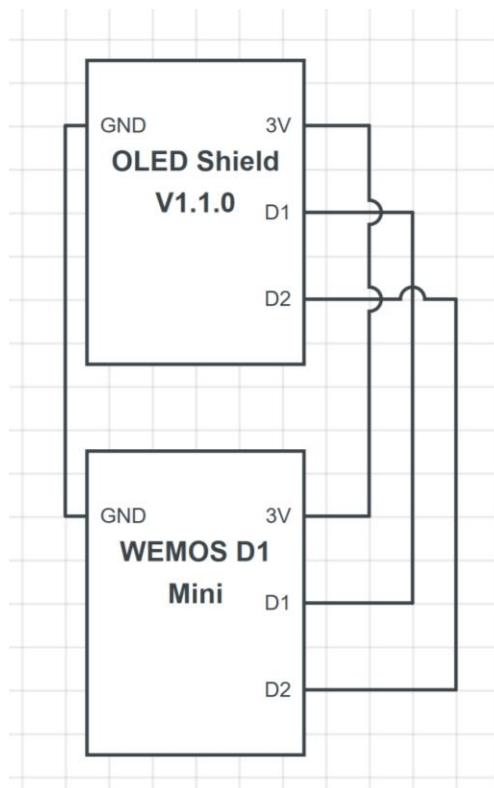 GND 3V
OLED Shield
V1.1.0
D1
D2
GND 3V
WEMOS D1
Mini
D1
D2